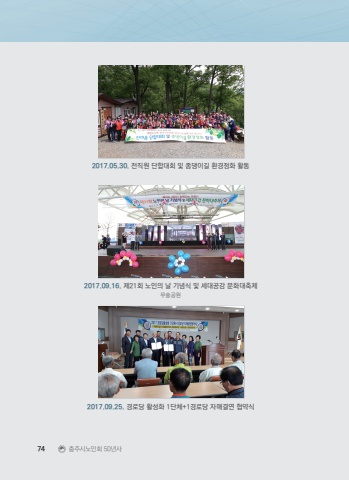 2017.05.30. 전직원 단합대회 및 종댕이길 환경정화 활동
2017.09.16. 제21회 노인의 날 기념식 및 세대공감 문화대축제
무술공원
2017.09.25. 경로당 활성화 1단체+1경로당 자매결연 협약식
74 충주시노인회 50년사